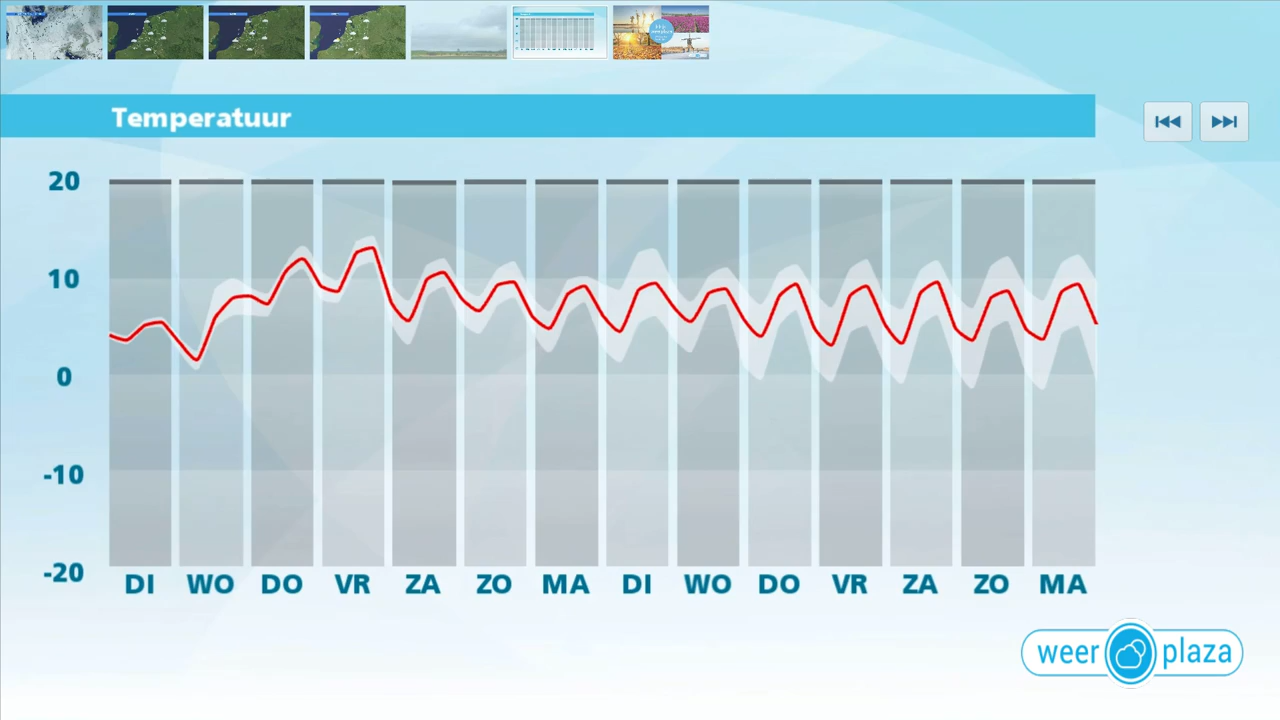 Temperatuur
20
10
0
-10
-20
DI WO DO VR ZA ZO MA DI WO DO VR ZA ZO MA
weer plaza